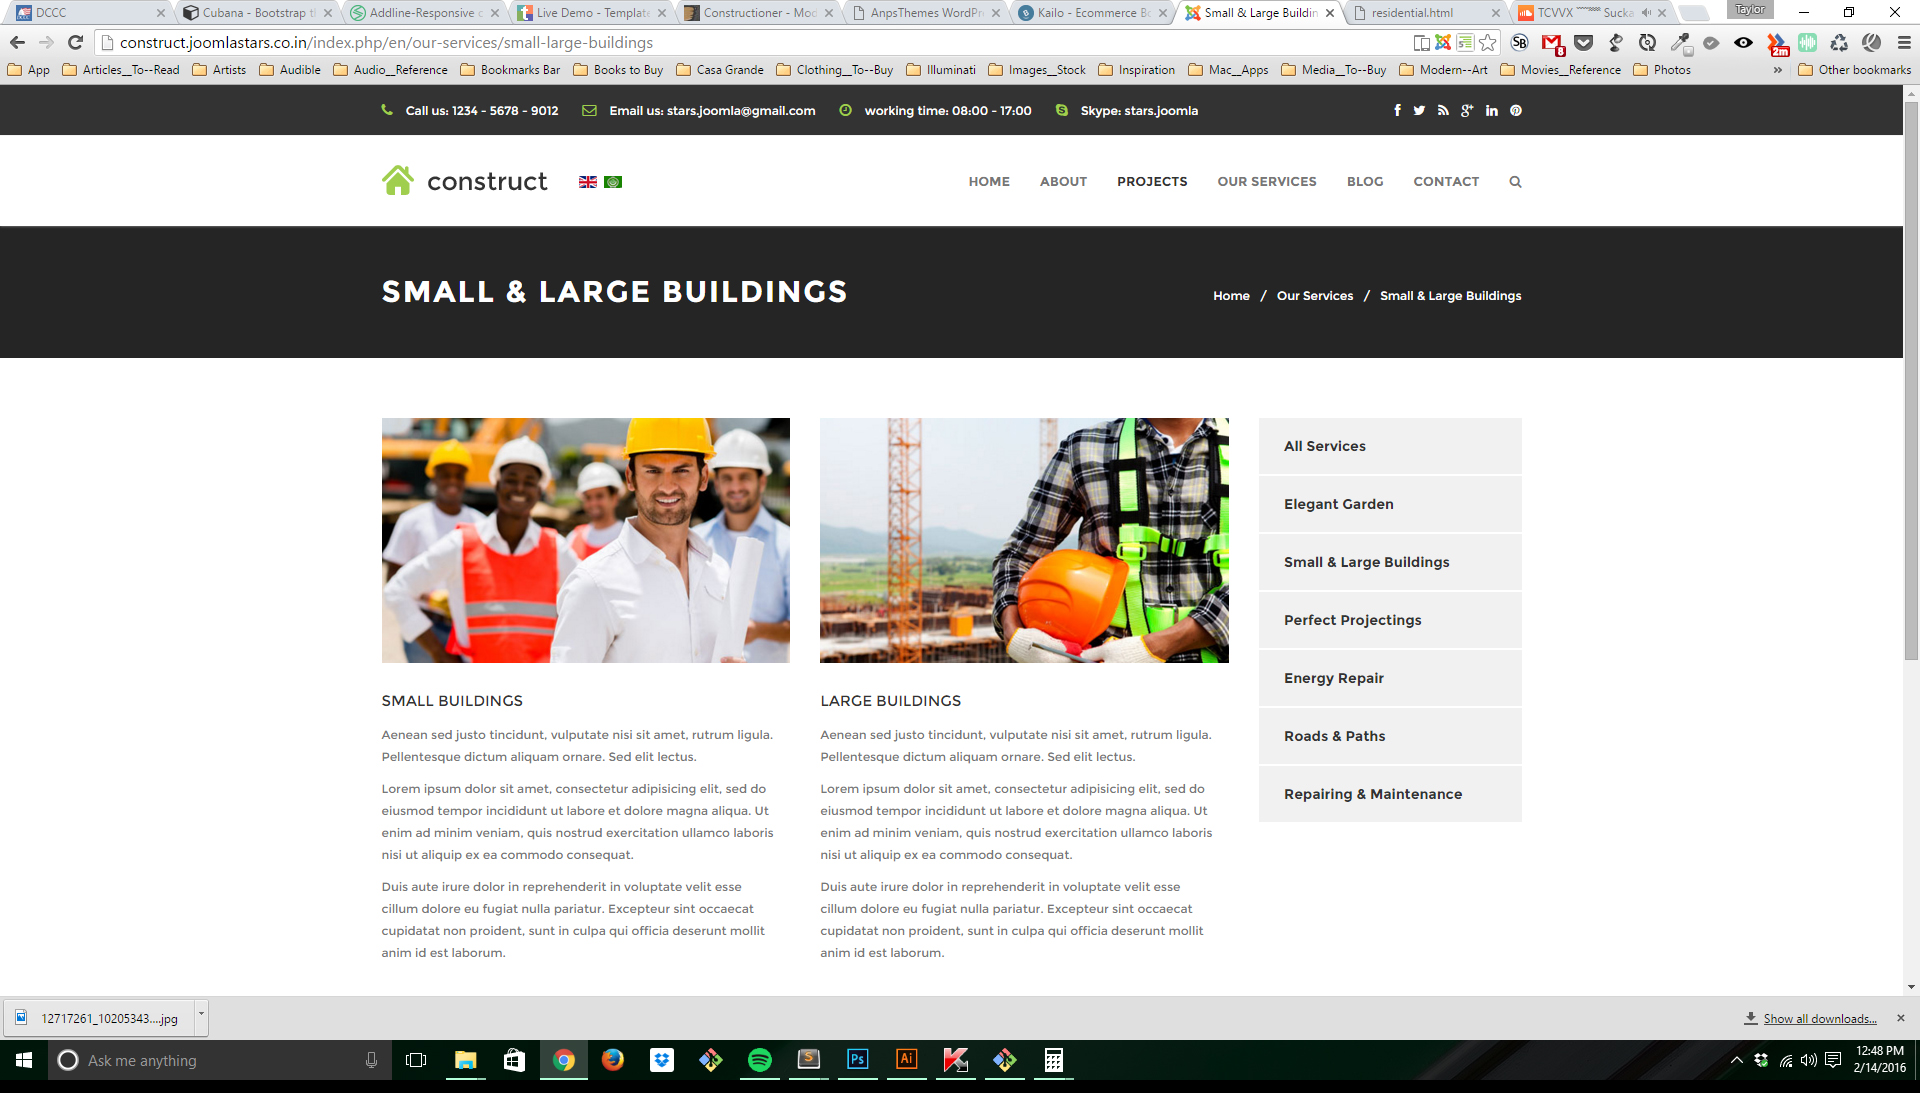 DCCC
Cubana - Bootstrap t
Addline-Responsive c
Live Demo - Template
Constructioner - Mod
AnpsThemes WordPr
Kailo - Ecommerce Bo
Small & Large Buildin
residential.html
TCVVX Sucka
Taylor
construct.joomlastars.co.in/index.php/en/our-services/small-large-buildings
App
Articles__To--Read
Artists
Audible
Audio__Reference
Bookmarks Bar
Books to Buy
Casa Grande
Clothing__To--Buy
Illuminati
Images__Stock
Inspiration
Mac__Apps
Media__To--Buy
Modern--Art
Movies__Reference
Photos
»
Other bookmarks
Call us: 1234 - 5678 - 9012
Email us: stars.joomla@gmail.com
working time: 08:00 - 17:00
Skype: stars.joomla
construct
HOME
ABOUT
PROJECTS
OUR SERVICES
BLOG
CONTACT
SMALL & LARGE BUILDINGS
Home / Our Services / Small & Large Buildings
SMALL BUILDINGS
Aenean sed justo tincidunt, vulputate nisi sit amet, rutrum ligula.
Pellentesque dictum aliquam ornare. Sed elit lectus.
Lorem ipsum dolor sit amet, consectetur adipisicing elit, sed do
eiusmod tempor incididunt ut labore et dolore magna aliqua. Ut
enim ad minim veniam, quis nostrud exercitation ullamco laboris
nisi ut aliquip ex ea commodo consequat.
Duis aute irure dolor in reprehenderit in voluptate velit esse
cillum dolore eu fugiat nulla pariatur. Excepteur sint occaecat
cupidatat non proident, sunt in culpa qui officia deserunt mollit
anim id est laborum.
LARGE BUILDINGS
Aenean sed justo tincidunt, vulputate nisi sit amet, rutrum ligula.
Pellentesque dictum aliquam ornare. Sed elit lectus.
Lorem ipsum dolor sit amet, consectetur adipisicing elit, sed do
eiusmod tempor incididunt ut labore et dolore magna aliqua. Ut
enim ad minim veniam, quis nostrud exercitation ullamco laboris
nisi ut aliquip ex ea commodo consequat.
Duis aute irure dolor in reprehenderit in voluptate velit esse
cillum dolore eu fugiat nulla pariatur. Excepteur sint occaecat
cupidatat non proident, sunt in culpa qui officia deserunt mollit
anim id est laborum.
All Services
Elegant Garden
Small & Large Buildings
Perfect Projectings
Energy Repair
Roads & Paths
Repairing & Maintenance
12717261_10205343....jpg
Show all downloads...
Ask me anything
12:48 PM
2/14/2016